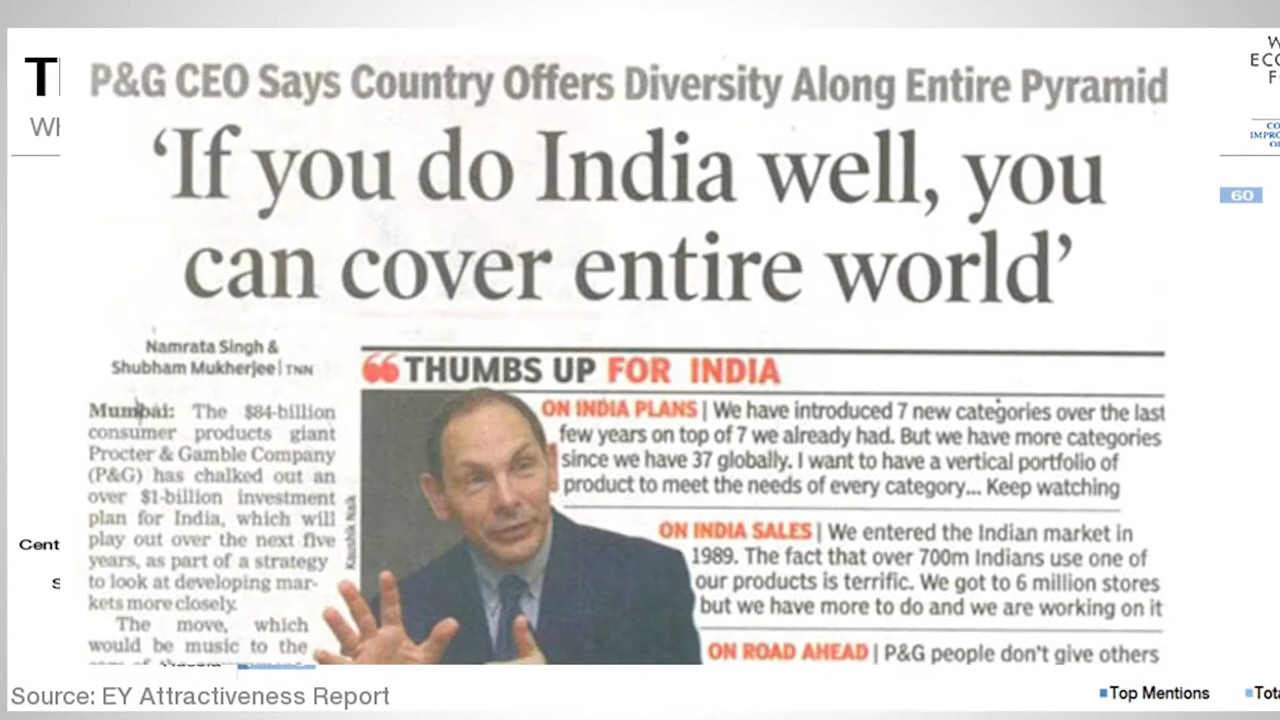 P&G CEO Says Country Offers Diversity Along Entire Pyramid
‘If you do India well, you
can cover entire world’
Namrata Singh &
Shubham Mukherjee | TNN
Mumbai: The $84-billion
consumer products giant
Procter & Gamble Company
(P&G) has chalked out an
over $1-billion investment
plan for India, which will
play out over the next five
years, as part of a strategy
to look at developing mar-
kets more closely.
The move, which
would be music to the
Kaushik Naik
THUMBS UP FOR INDIA
ON INDIA PLANS | We have introduced 7 new categories over the last
few years on top of 7 we already had. But we have more categories
since we have 37 globally. I want to have a vertical portfolio of
product to meet the needs of every category... Keep watching
ON INDIA SALES | We entered the Indian market in
1989. The fact that over 700m Indians use one of
our products is terrific. We got to 6 million stores
but we have more to do and we are working on it
ON ROAD AHEAD | P&G people don't give others
60
Cent
Source: EY Attractiveness Report
Top Mentions